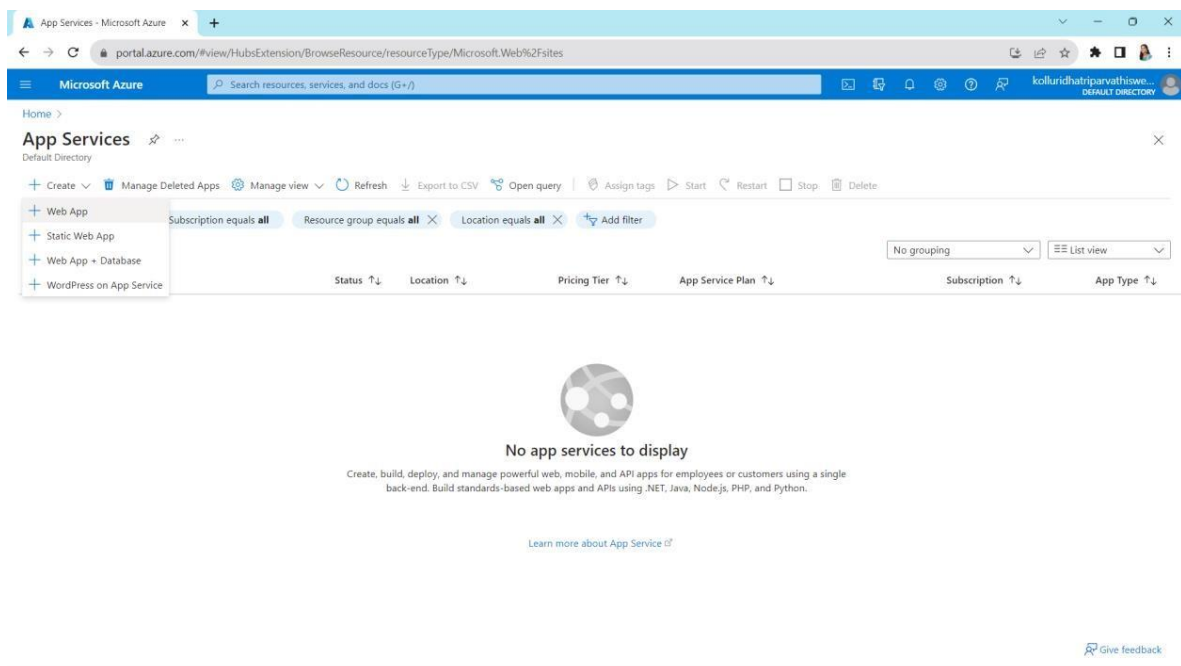 App Services - Microsoft Azure
portal.azure.com/#view/HubsExtension/BrowseResource/resourceType/Microsoft.Web%2Fsites
Microsoft Azure
Search resources, services, and docs (G+/)
kolluridhatriparvathiswe...
DEFAULT DIRECTORY
Home >
App Services
Default Directory
Create Manage Deleted Apps Manage view Refresh Export to CSV Open query Assign tags Start Restart Stop Delete
Web App
Static Web App
Web App + Database
WordPress on App Service
Subscription equals all Resource group equals all Location equals all Add filter
No grouping List view
Status Location Pricing Tier App Service Plan Subscription App Type
No app services to display
Create, build, deploy, and manage powerful web, mobile, and API apps for employees or customers using a single
back-end. Build standards-based web apps and APIs using .NET, Java, Node.js, PHP, and Python.
Learn more about App Service
Give feedback